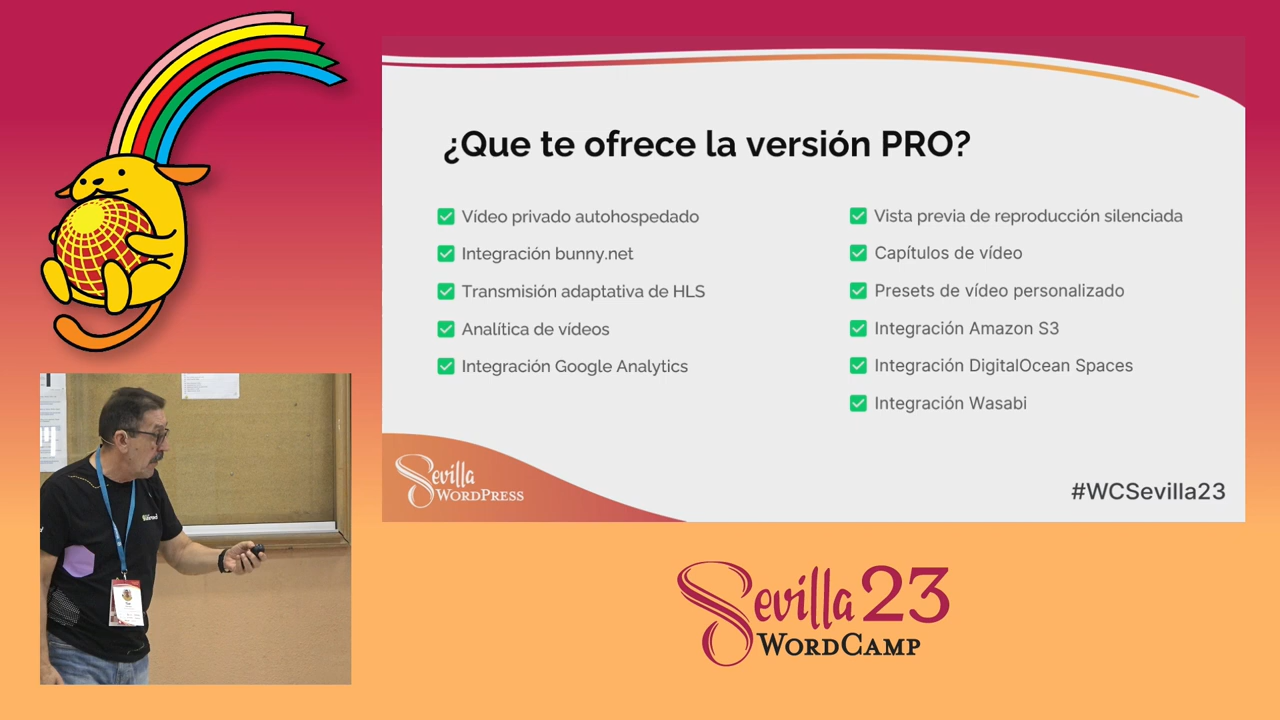 ¿Que te ofrece la versión PRO?
Vídeo privado autohospedado
Integración bunny.net
Transmisión adaptativa de HLS
Analítica de vídeos
Integración Google Analytics
Vista previa de reproducción silenciada
Capítulos de vídeo
Presets de vídeo personalizado
Integración Amazon S3
Integración DigitalOcean Spaces
Integración Wasabi
Sevilla
WORDPRESS
#WCSevilla23
Sevilla 23
WORDCAMP